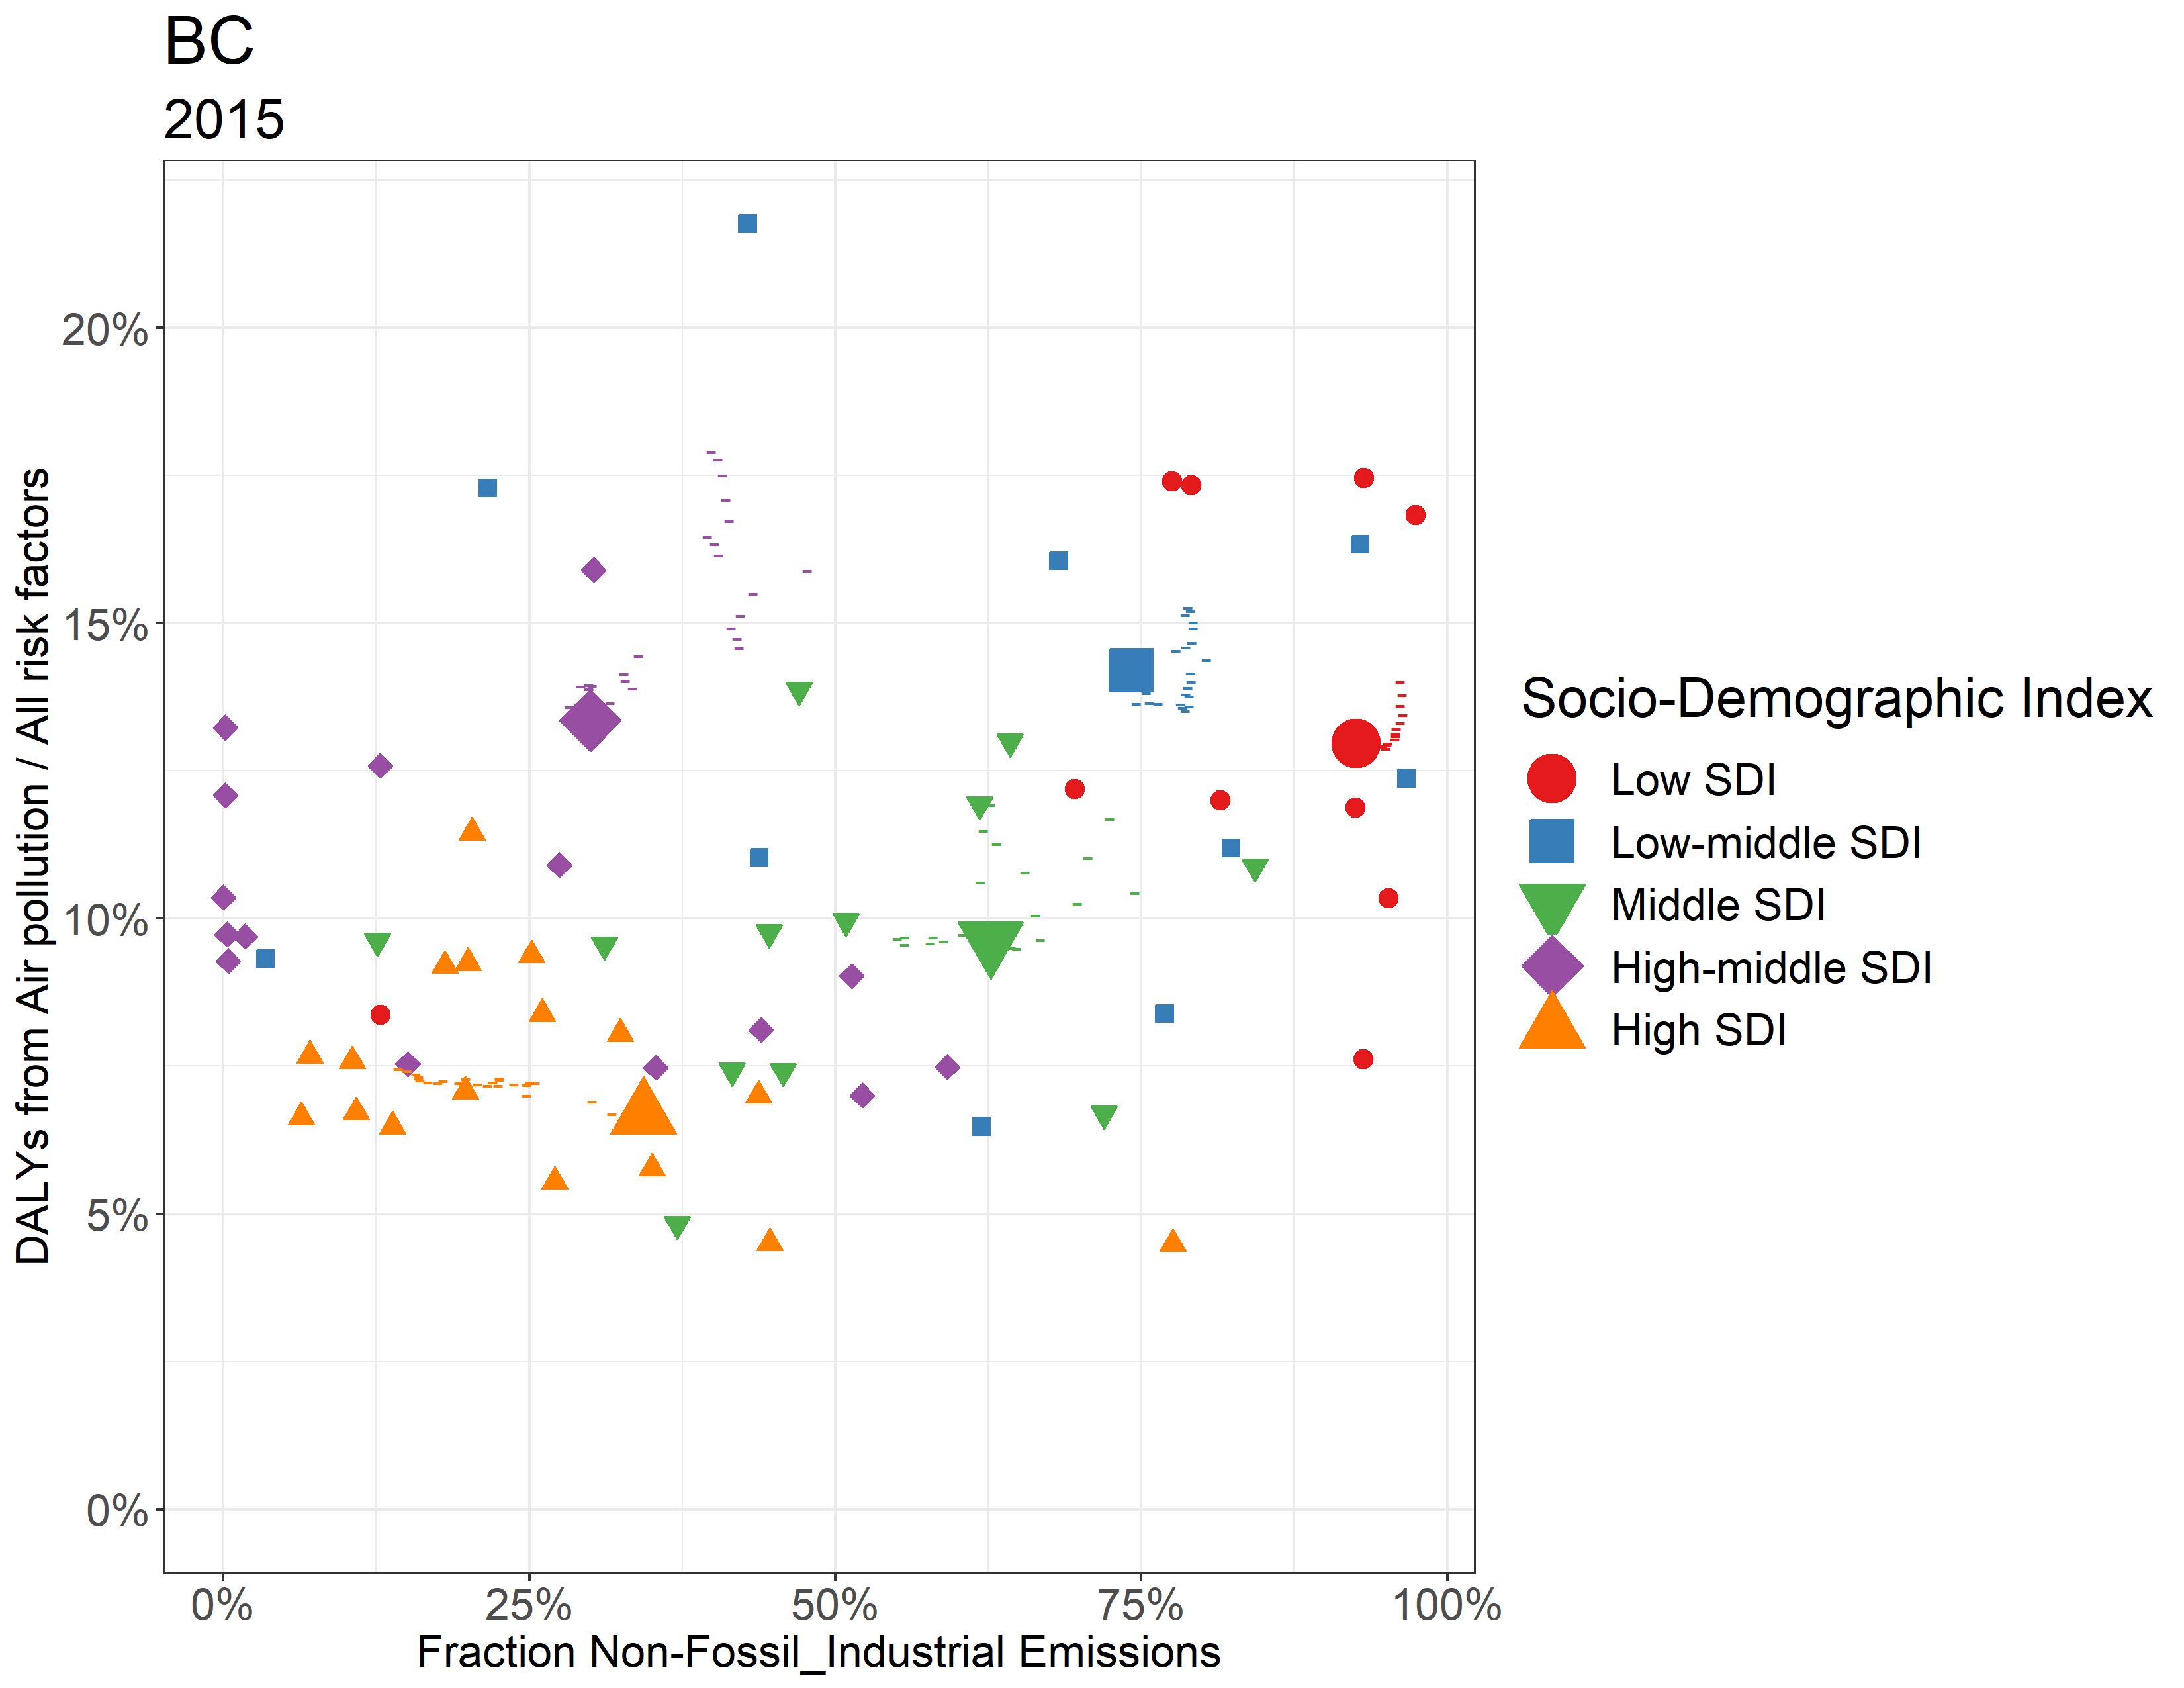 BC
2015
DALYs from Air pollution / All risk factors
20%
15%
10%
5%
0%
0%
25%
50%
75%
100%
Fraction Non-Fossil_Industrial Emissions
Socio-Demographic Index
Low SDI
Low-middle SDI
Middle SDI
High-middle SDI
High SDI